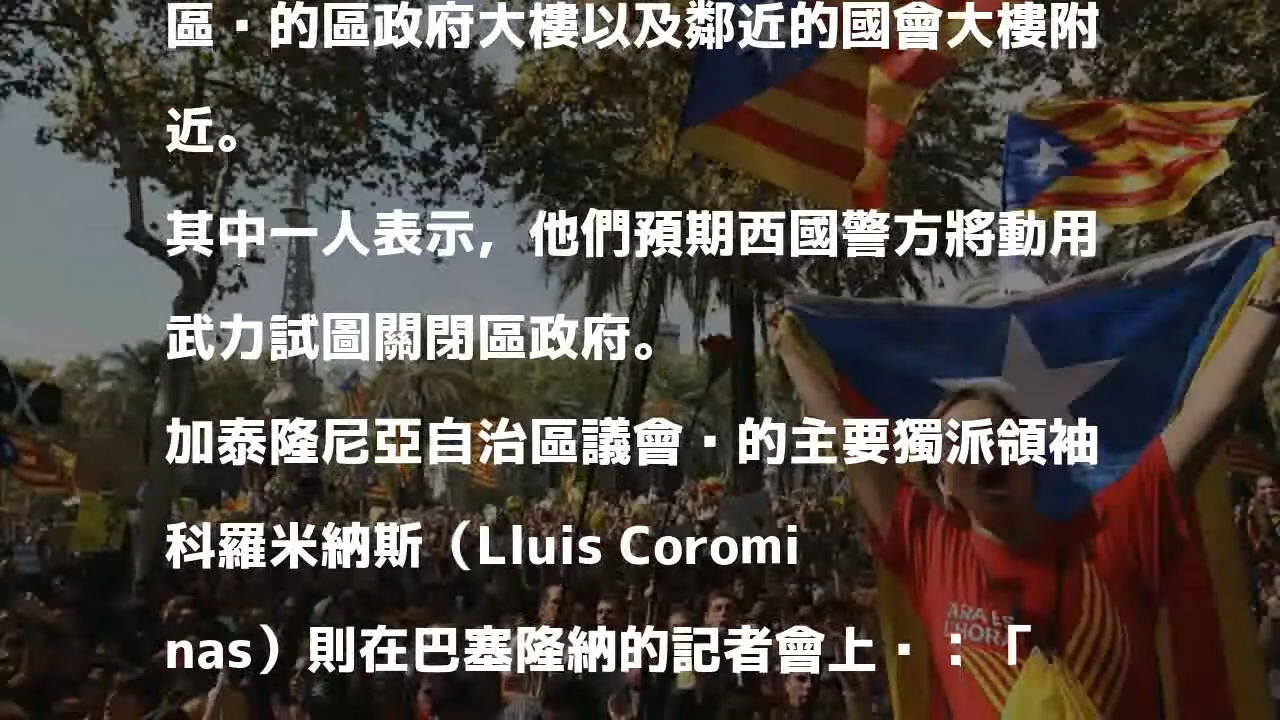 區·的區政府大樓以及鄰近的國會大樓附
近。
其中一人表示，他們預期西國警方將動用
武力試圖關閉區政府。
加泰隆尼亞自治區議會·的主要獨派領袖
科羅米納斯（Lluis Coromi
nas）則在巴塞隆納的記者會上·：「
ARA ES
L'HORA